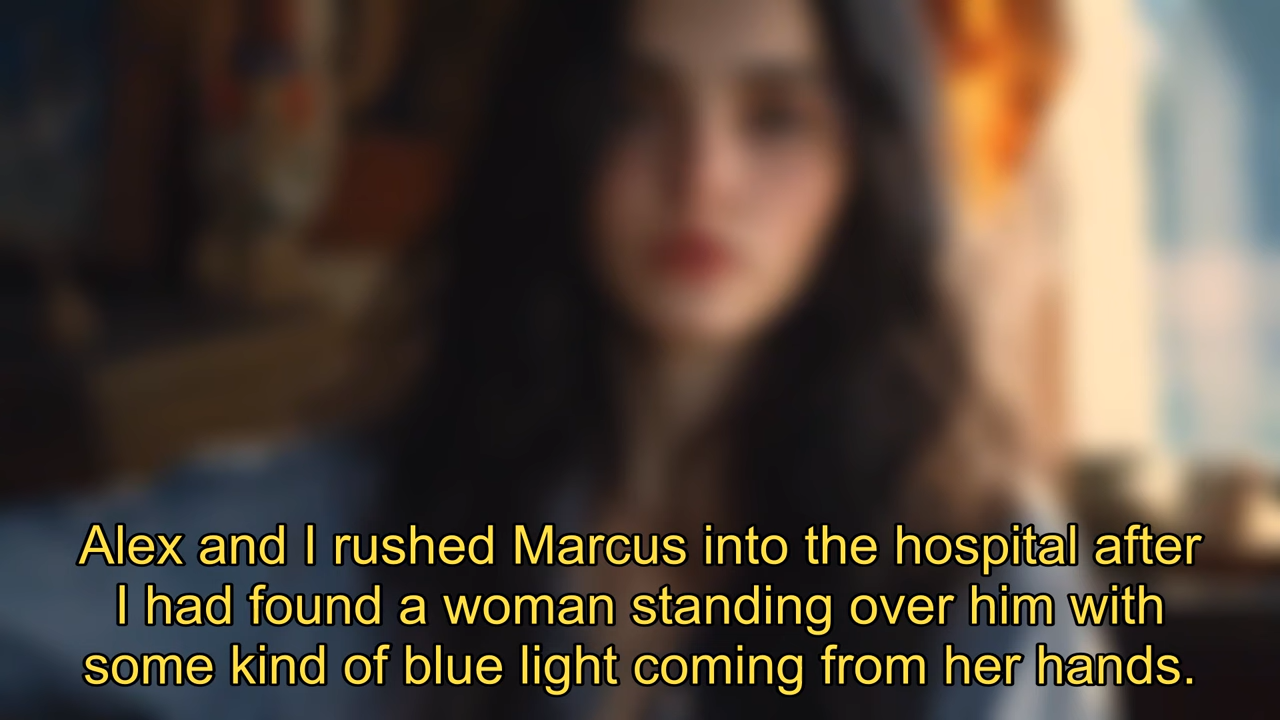 Alex and I rushed Marcus into the hospital after
I had found a woman standing over him with
some kind of blue light coming from her hands.